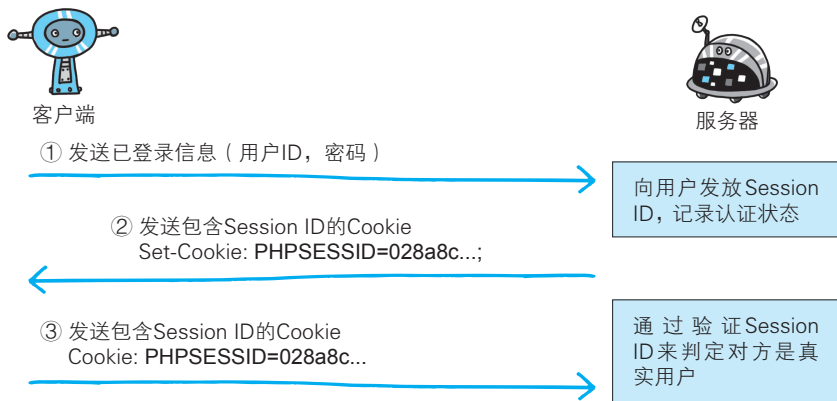 客户端
服务器
① 发送已登录信息（用户ID，密码）
向用户发放Session
ID，记录认证状态
② 发送包含Session ID的Cookie
Set-Cookie: PHPSESSID=028a8c...;
③ 发送包含Session ID的Cookie
Cookie: PHPSESSID=028a8c...
通过验证Session
ID来判定对方是真
实用户